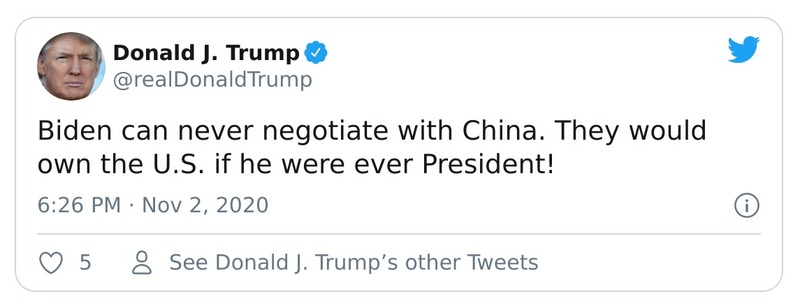 Donald J. Trump
@realDonaldTrump
Biden can never negotiate with China. They would
own the U.S. if he were ever President!
6:26 PM · Nov 2, 2020
5
See Donald J. Trump’s other Tweets